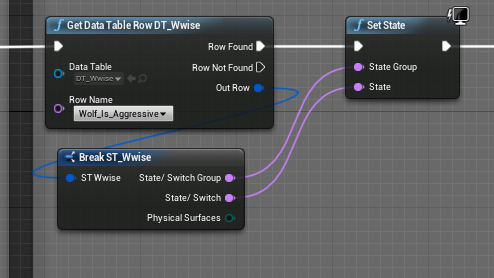 Get Data Table Row DT_Wwise
Row Found
Data Table
DT_Wwise
Row Not Found
Out Row
Row Name
Wolf_Is_Aggressive
Set State
State Group
State
Break ST_Wwise
ST Wwise
State/ Switch Group
State/ Switch
Physical Surfaces